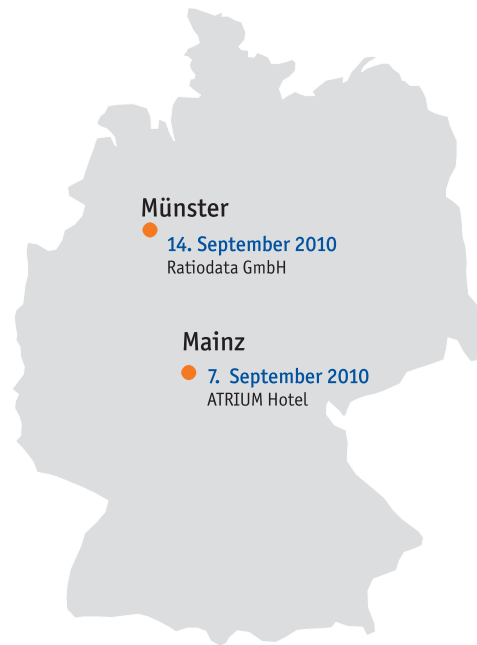 Münster
14. September 2010
Ratiodata GmbH
Mainz
7. September 2010
ATRIUM Hotel